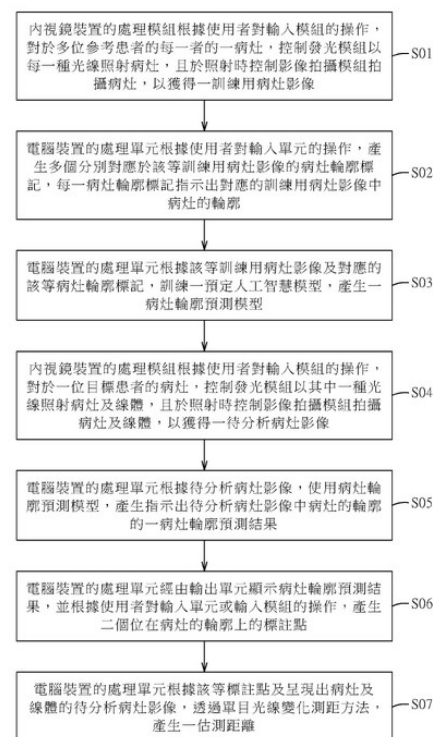 內視鏡裝置的處理模組根據使用者對輸入模組的操作，
對於多位參考患者的每一者的一病灶，控制發光模組以
每一種光線照射病灶，且於照射時控制影像拍攝模組拍
攝病灶，以獲得一訓練用病灶影像
S01
電腦裝置的處理單元根據使用者對輸入單元的操作，產
生多個分別對應於該等訓練用病灶影像的病灶輪廓標
記，每一病灶輪廓標記指示出對應的訓練用病灶影像中
病灶的輪廓
S02
電腦裝置的處理單元根據該等訓練用病灶影像及對應的
該等病灶輪廓標記，訓練一預定人工智慧模型，產生一
病灶輪廓預測模型
S03
內視鏡裝置的處理模組根據使用者對輸入模組的操作，
對於一位目標患者的病灶，控制發光模組以其中一種光
線照射病灶及線體，且於照射時控制影像拍攝模組拍攝
病灶及線體，以獲得一待分析病灶影像
S04
電腦裝置的處理單元根據待分析病灶影像，使用病灶輪
廓預測模型，產生指示出待分析病灶影像中病灶的輪廓
的一病灶輪廓預測結果
S05
電腦裝置的處理單元經由輸出單元顯示病灶輪廓預測結
果，並根據使用者對輸入單元或輸入模組的操作，產生
二個位在病灶的輪廓上的標註點
S06
電腦裝置的處理單元根據該等標註點及呈現出病灶及
線體的待分析病灶影像，透過單目光線變化測距方法，
產生一估測距離
S07